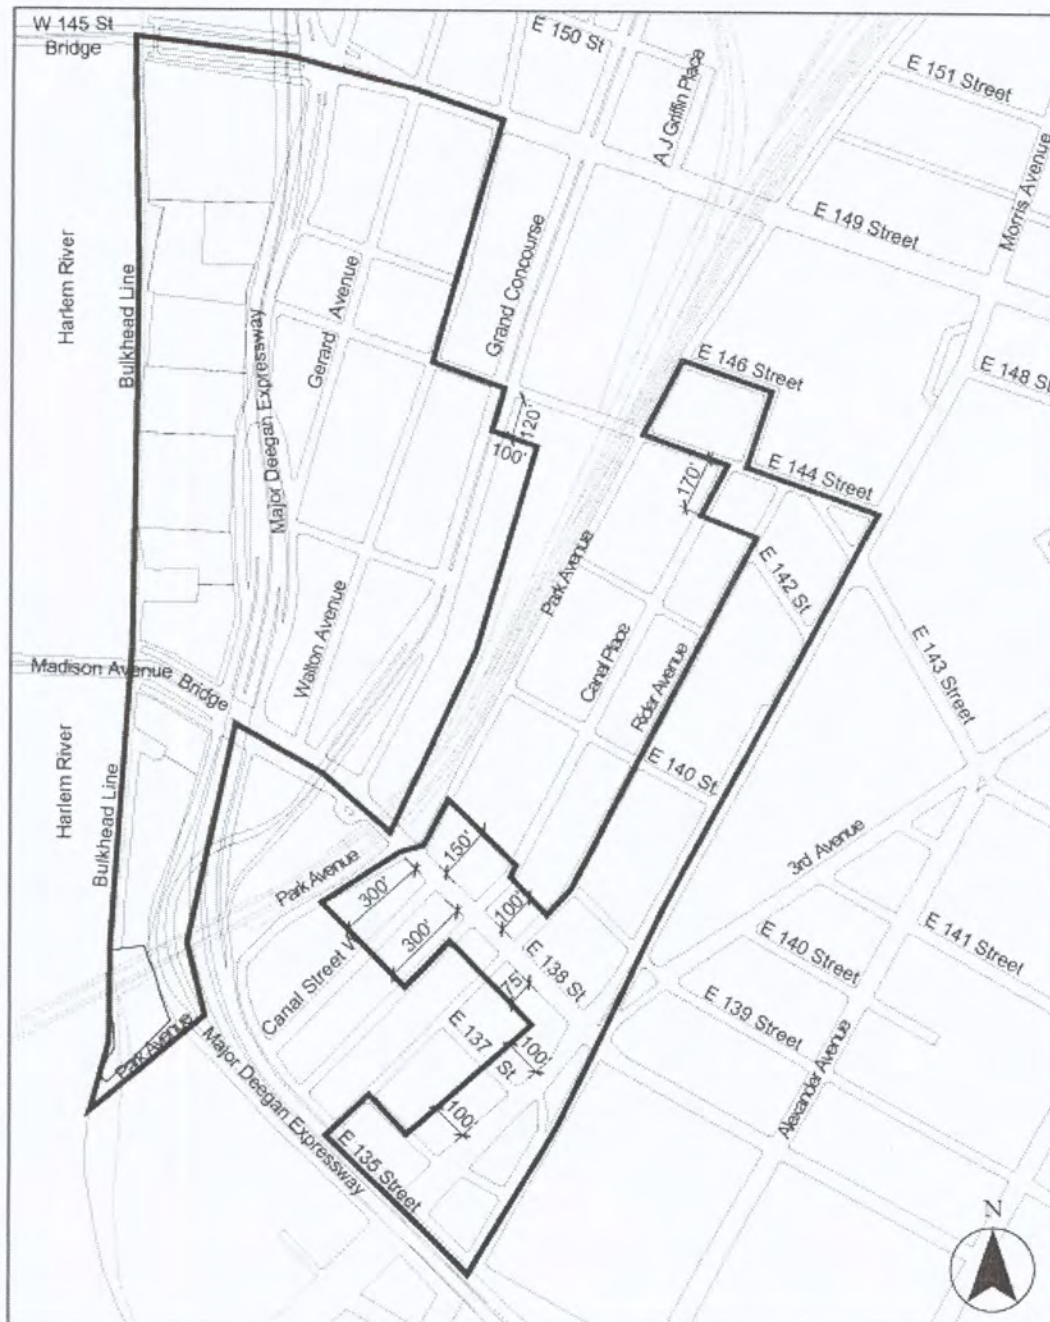 W 145 St
Bridge
E 150 St
A J Griffin Place
E 151 Street
Morris Avenue
E 149 Street
Harlem River
Bulkhead Line
Major Deegan Expressway
Gerard Avenue
Grand Concourse
E 146 Street
E 148 St
120'
100'
E 144 Street
170'
Park Avenue
E 142 St
Canal Place
Rider Avenue
E 143 Street
Walton Avenue
Madison Avenue Bridge
E 140 St
Harlem River
Bulkhead Line
3rd Avenue
150'
Park Avenue
300'
100'
300'
E 138 St
E 140 Street
E 141 Street
Canal Street W
75'
E 139 Street
E 137 St
100'
Park Avenue
Major Deegan Expressway
100'
Alexander Avenue
E 135 Street
N